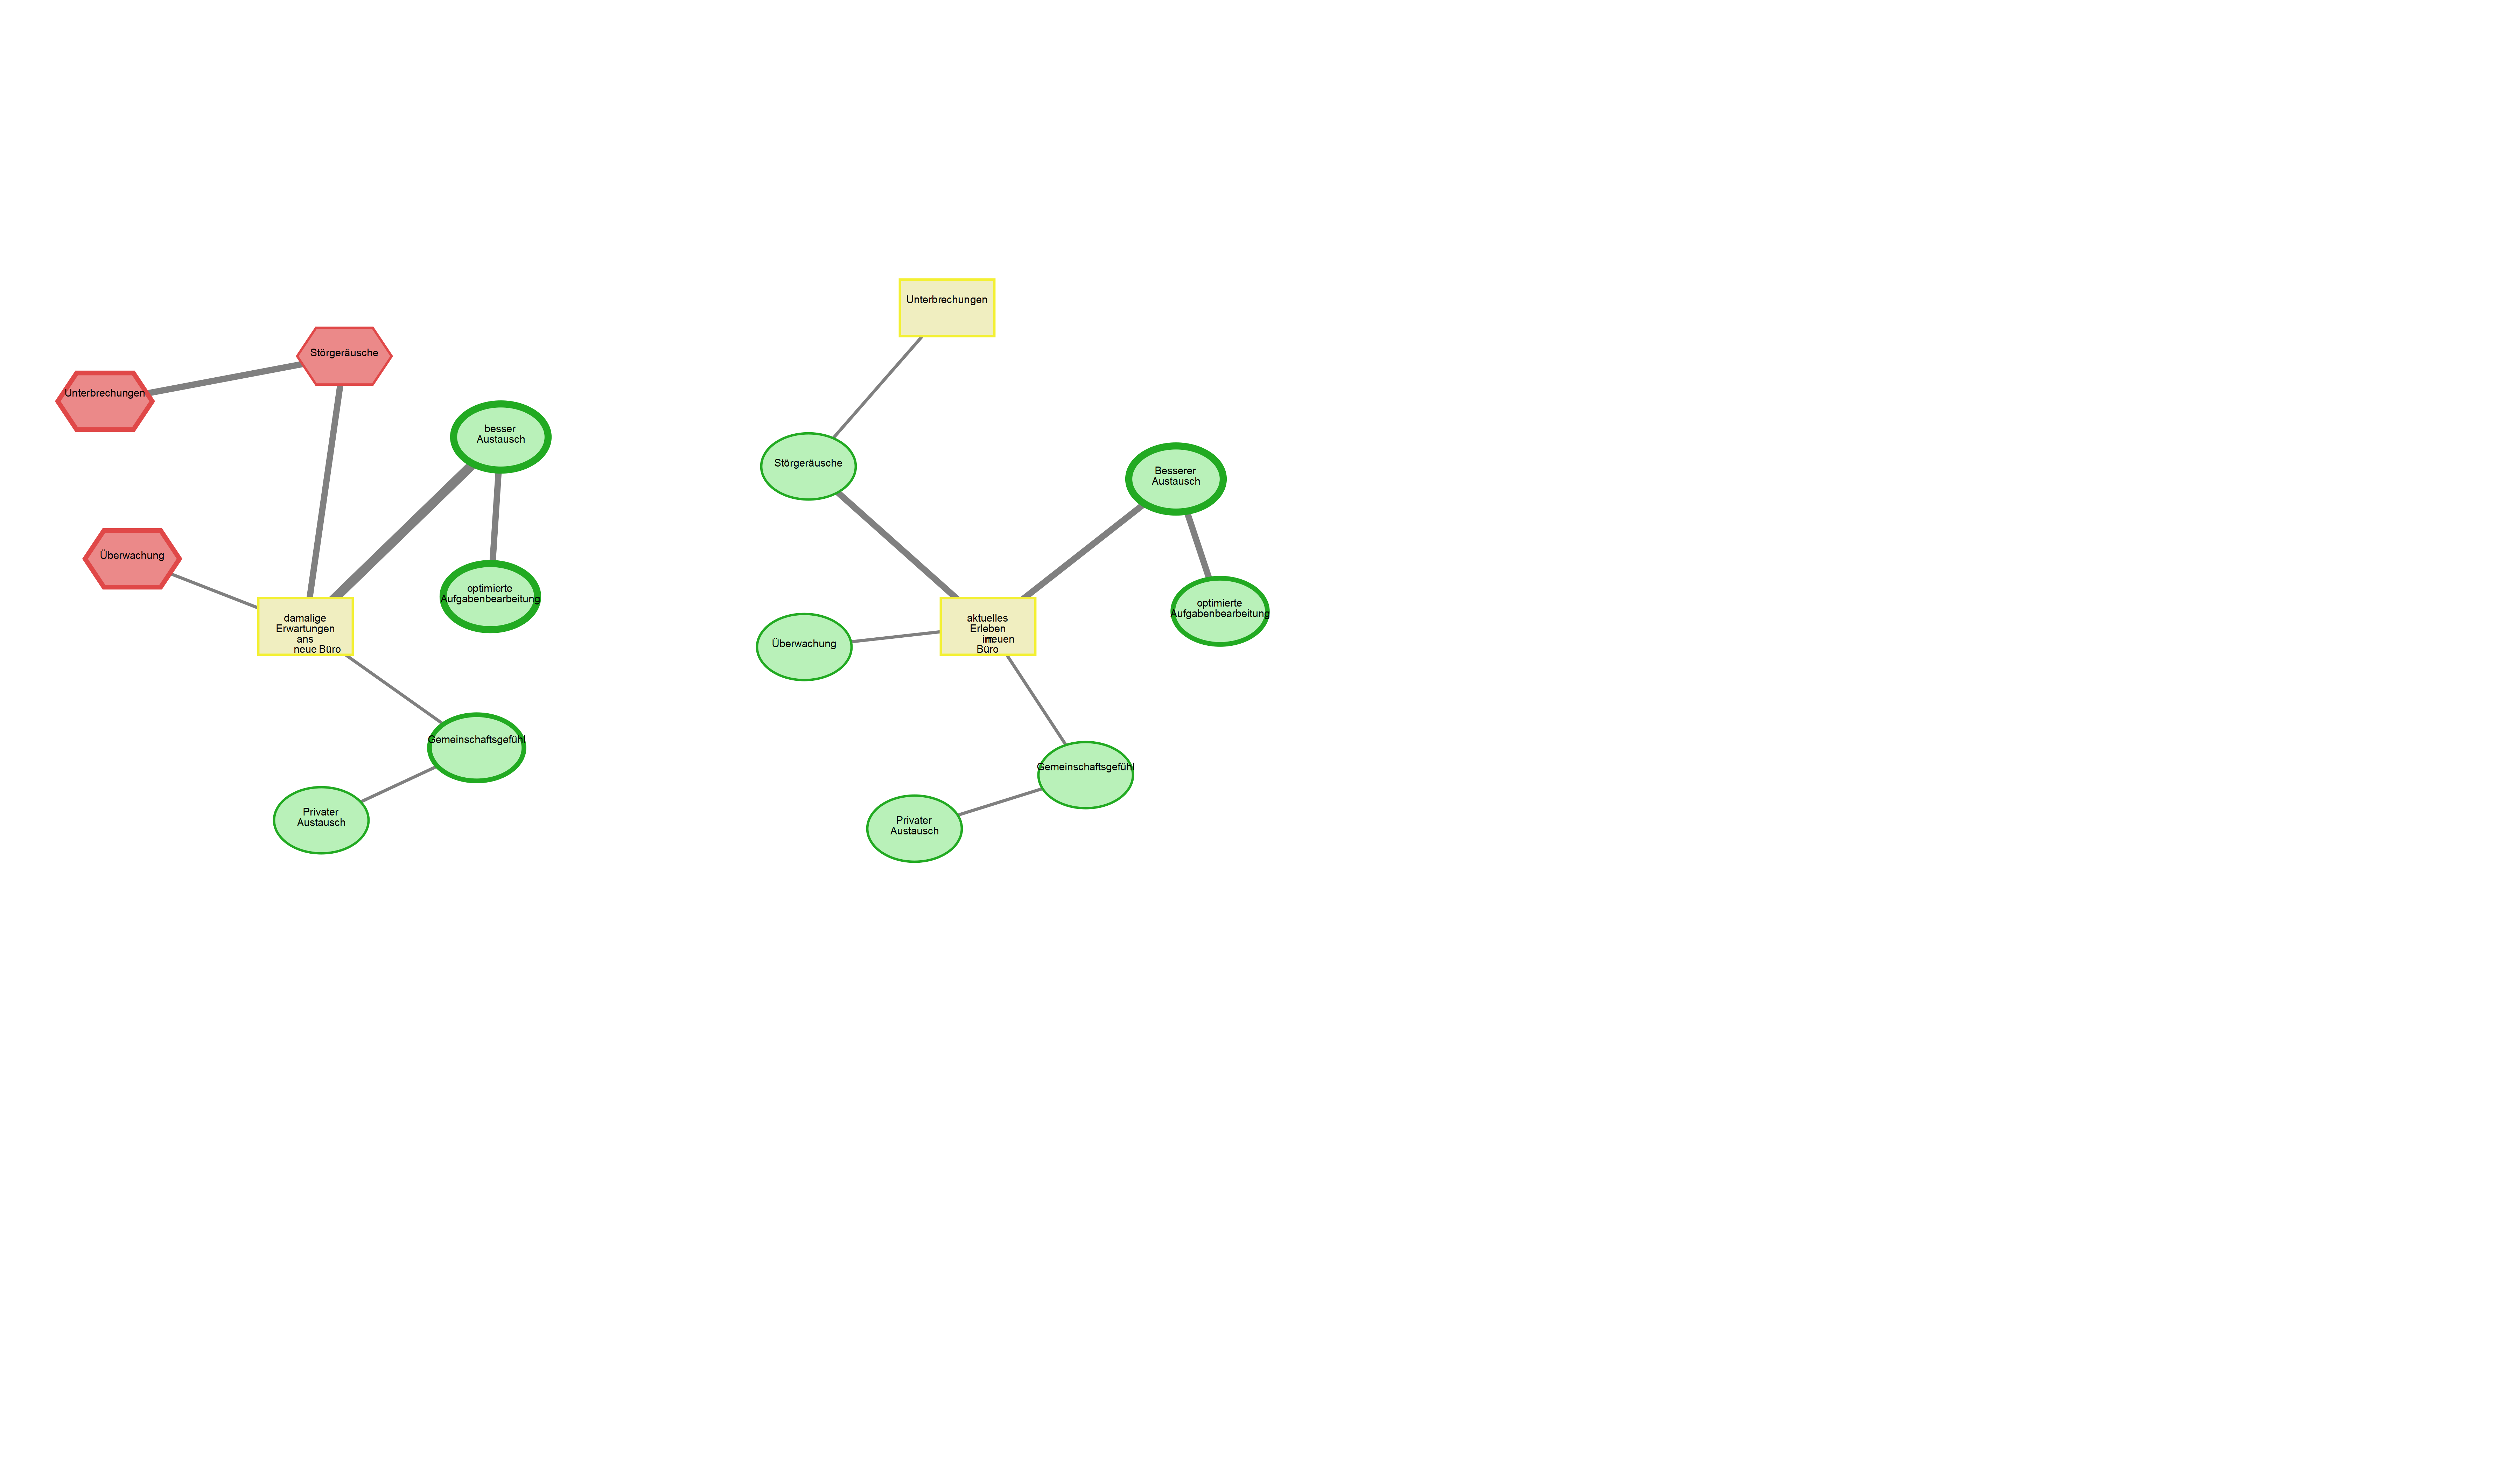 Störgeräusche
Unterbrechungen
besser
Austausch
Überwachung
optimierte
Aufgabenbearbeitung
damalige
Erwartungen
ans
neue Büro
Gemeinschaftsgefühl
Privater
Austausch
Unterbrechungen
Störgeräusche
Besserer
Austausch
optimierte
Aufgabenbearbeitung
Überwachung
aktuelles
Erleben
im neuen
Büro
Gemeinschaftsgefühl
Privater
Austausch